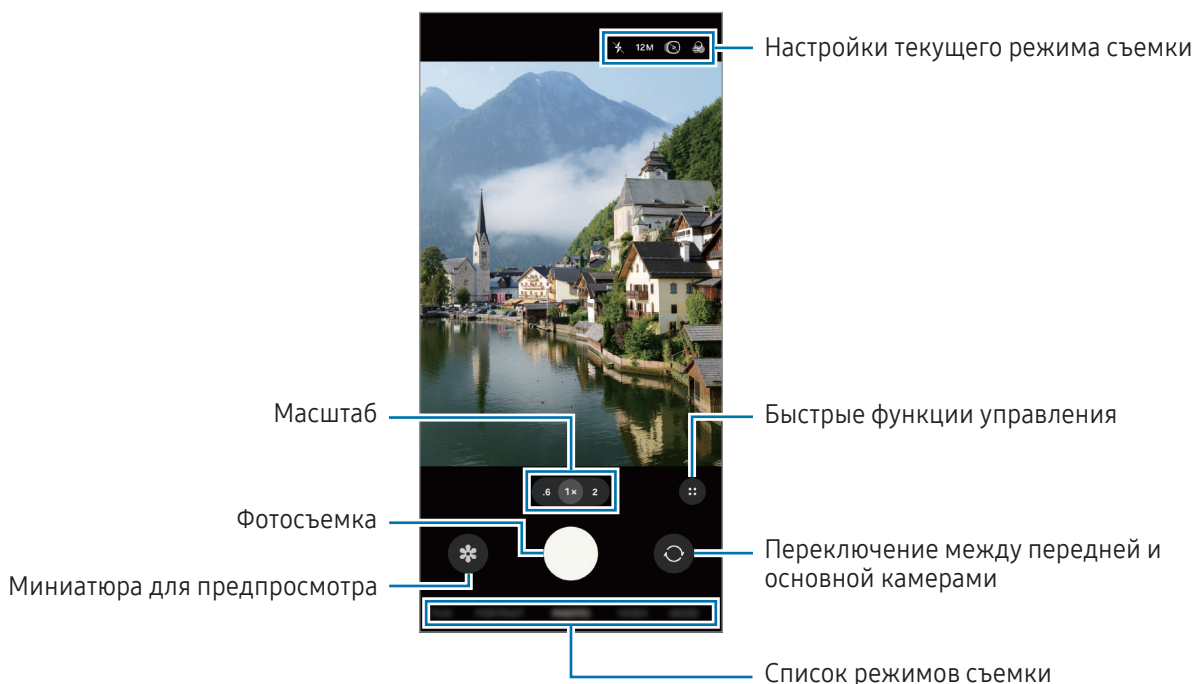 12M
Настройки текущего режима съемки
Масштаб
Быстрые функции управления
.6 1× 2
Фотосъемка
Переключение между передней и
основной камерами
Миниатюра для предпросмотра
Список режимов съемки